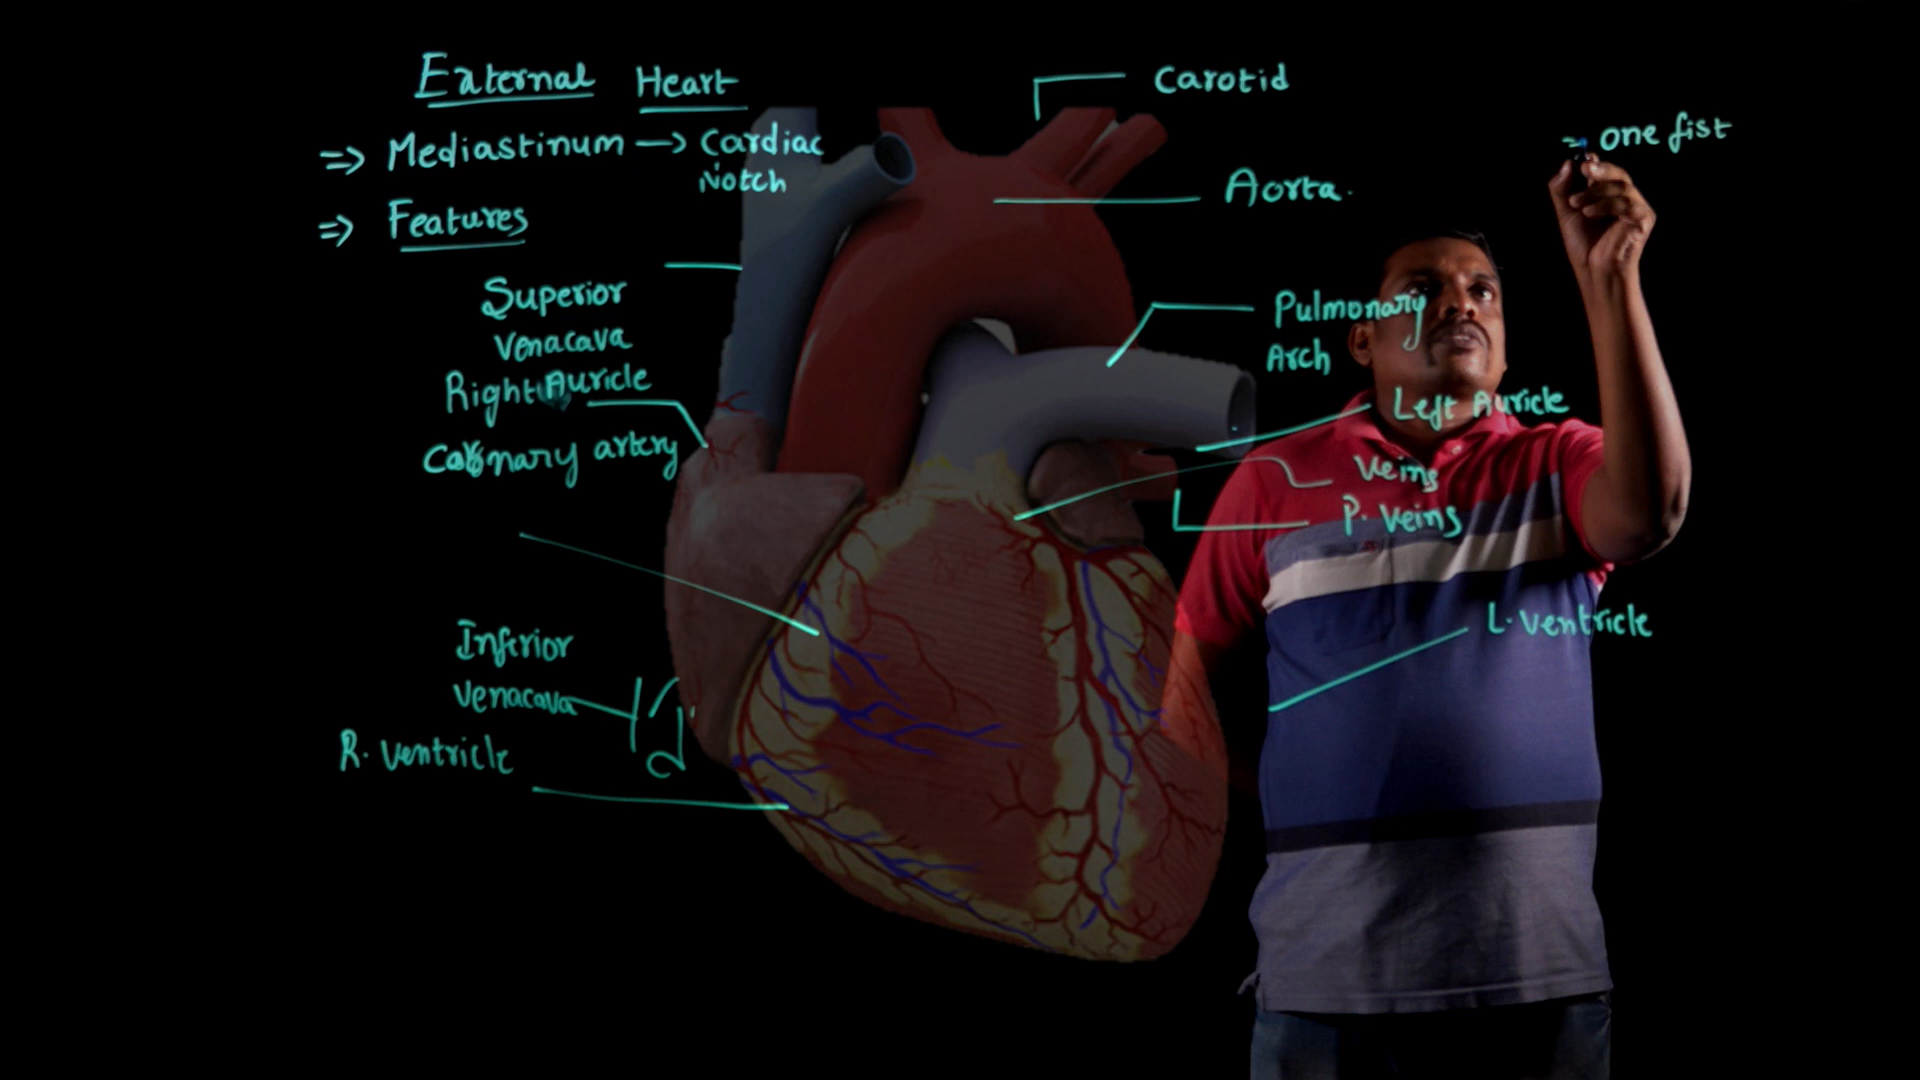 External Heart
⇒ Mediastinum → Cardiac
Notch
⇒ Features
Superior
Venacava
Right Auricle
Coronary artery
Inferior
Venacava
R. Ventricle
Carotid
Aorta.
Pulmonary
Arch
Left Auricle
Veins
P. Veins
L. Ventricle
one fist